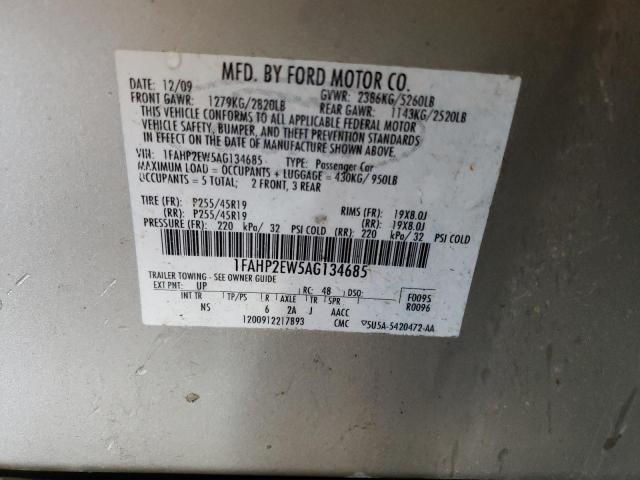 MFD. BY FORD MOTOR CO.
DATE: 12/09 GVWR: 2386KG/5260LB
FRONT GAWR: 1279KG/2820LB REAR GAWR: 1143KG/2520LB
THIS VEHICLE CONFORMS TO ALL APPLICABLE FEDERAL MOTOR
VEHICLE SAFETY, BUMPER, AND THEFT PREVENTION STANDARDS
IN EFFECT ON THE DATE OF MANUFACTURE SHOWN ABOVE.
VIN: 1FAHP2EW5AG134685 TYPE: Passenger Car
MAXIMUM LOAD = OCCUPANTS + LUGGAGE = 430KG/ 950LB
OCCUPANTS = 5 TOTAL; 2 FRONT, 3 REAR
TIRE (FR): P255/45R19 RIMS (FR): 19X8.0J
(RR): P255/45R19 (RR): 19X8.0J
PRESSURE (FR): 220 kPa/ 32 PSI COLD (RR): 220 kPa/ 32 PSI COLD
1FAHP2EW5AG134685
TRAILER TOWING - SEE OWNER GUIDE
EXT PNT: UP RC: 48 DSO: F0095
INT TR TP/PS R AXLE TR SPR R0096
NS 6 2A J AACC
1200912217893 CMC 5U5A-5420472-AA